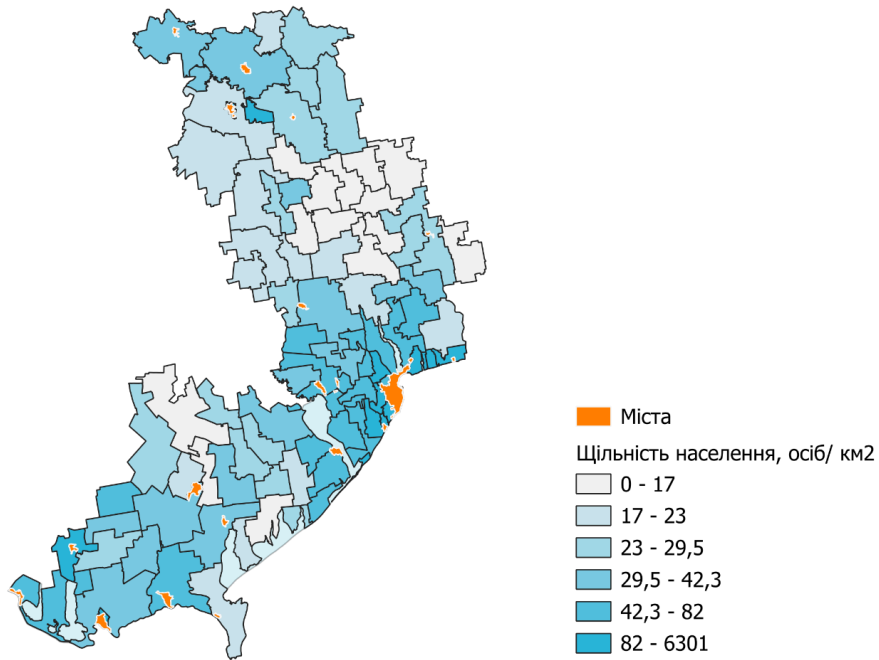 Міста
Щільність населення, осіб/ км2
0 - 17
17 - 23
23 - 29,5
29,5 - 42,3
42,3 - 82
82 - 6301